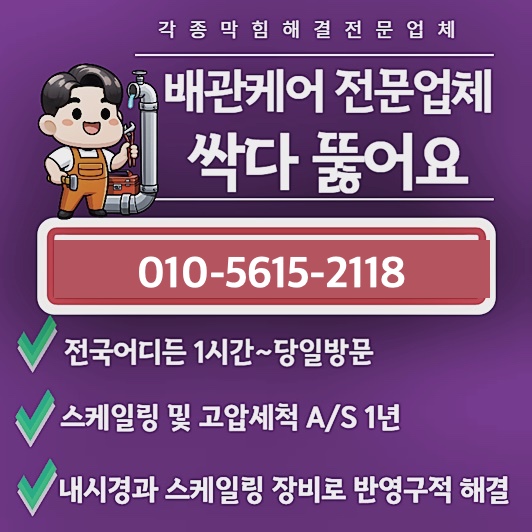 각종막힘해결전문업체
배관케어 전문업체
싹다 뚫어요
010-5615-2118
전국어디든 1시간~당일방문
스케일링 및 고압세척 A/S 1년
내시경과 스케일링 장비로 반영구적 해결